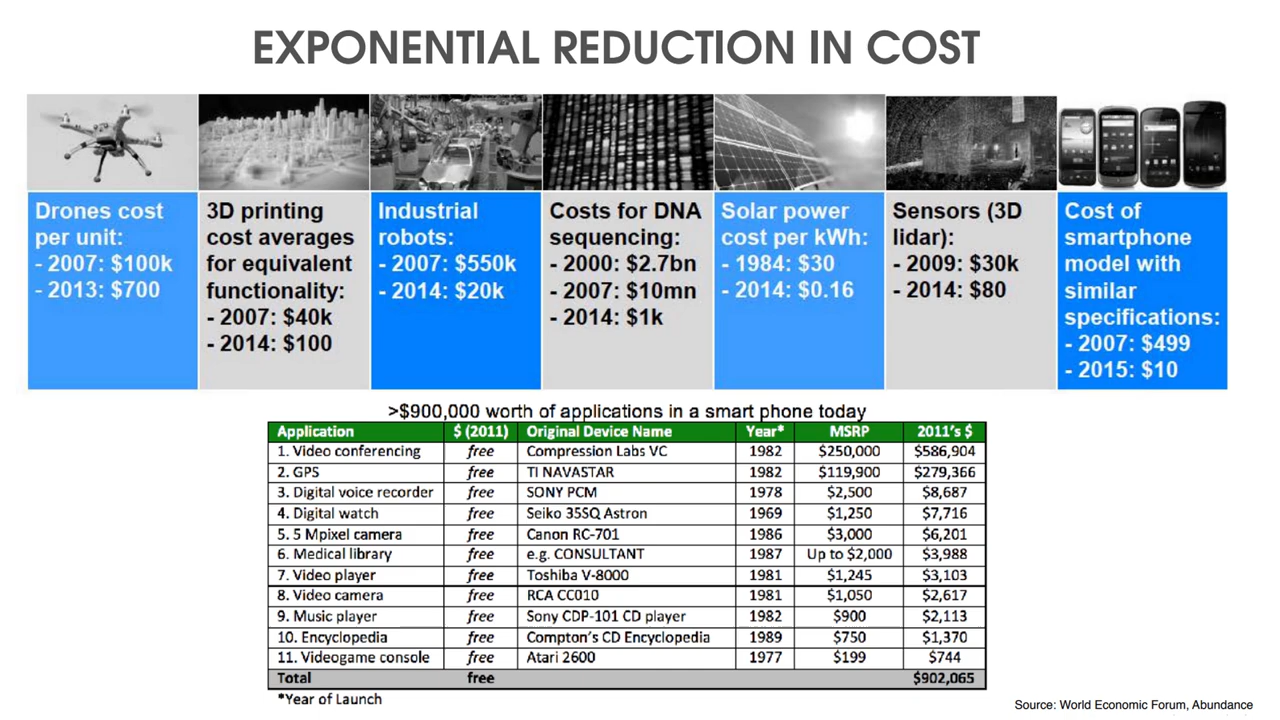 EXPONENTIAL REDUCTION IN COST
Drones cost
per unit:
- 2007: $100k
- 2013: $700
3D printing
cost averages
for equivalent
functionality:
- 2007: $40k
- 2014: $100
Industrial
robots:
- 2007: $550k
- 2014: $20k
Costs for DNA
sequencing:
- 2000: $2.7bn
- 2007: $10mn
- 2014: $1k
Solar power
cost per kWh:
- 1984: $30
- 2014: $0.16
Sensors (3D
lidar):
- 2009: $30k
- 2014: $80
Cost of
smartphone
model with
similar
specifications:
- 2007: $499
- 2015: $10
>$900,000 worth of applications in a smart phone today
Application $ (2011) Original Device Name Year* MSRP 2011's $
1. Video conferencing free Compression Labs VC 1982 $250,000 $586,904
2. GPS free TI NAVASTAR 1982 $119,900 $279,366
3. Digital voice recorder free SONY PCM 1978 $2,500 $8,687
4. Digital watch free Seiko 35SQ Astron 1969 $1,250 $7,716
5. 5 Mpixel camera free Canon RC-701 1986 $3,000 $6,201
6. Medical library free e.g. CONSULTANT 1987 Up to $2,000 $3,988
7. Video player free Toshiba V-8000 1981 $1,245 $3,103
8. Video camera free RCA CC010 1981 $1,050 $2,617
9. Music player free Sony CDP-101 CD player 1982 $900 $2,113
10. Encyclopedia free Compton's CD Encyclopedia 1989 $750 $1,370
11. Videogame console free Atari 2600 1977 $199 $744
Total free $902,065
*Year of Launch
Source: World Economic Forum, Abundance